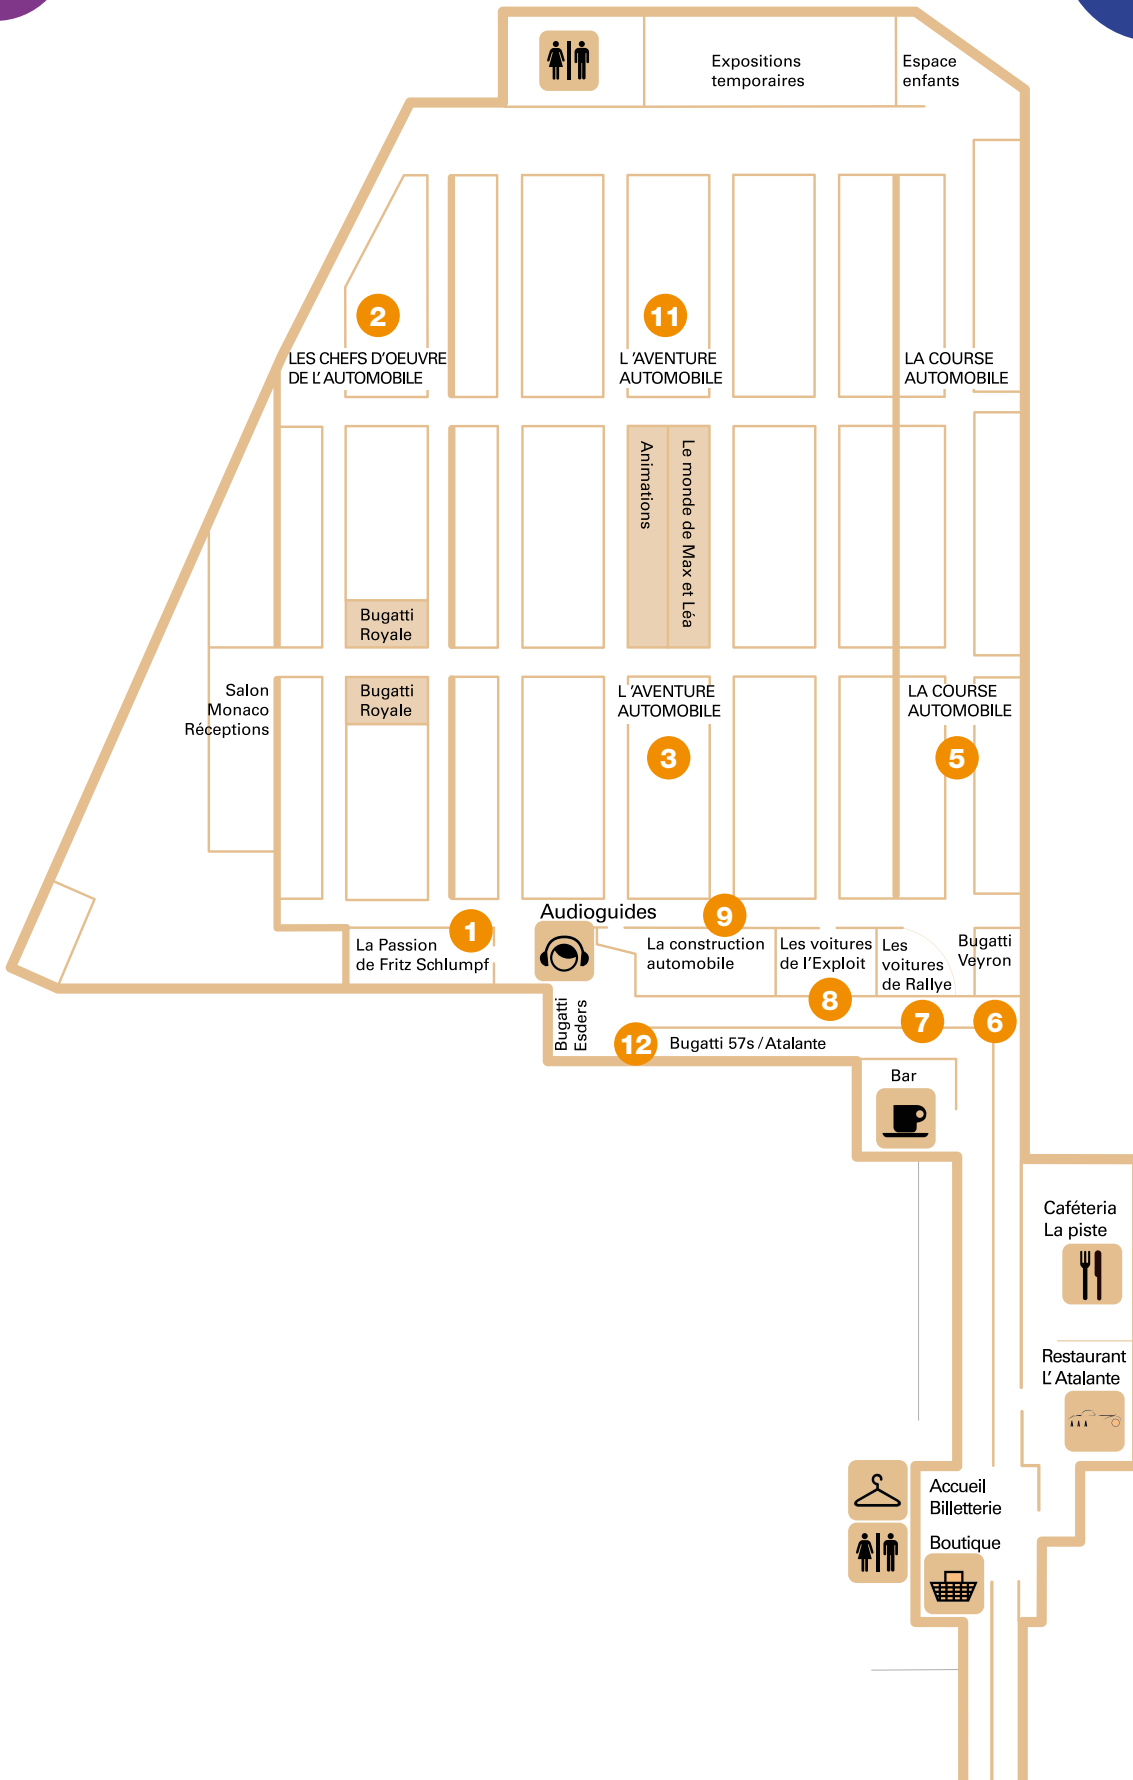 Expositions
temporaires
Espace
enfants
2
11
LES CHEFS D'OEUVRE
DE L' AUTOMOBILE
L 'AVENTURE
AUTOMOBILE
LA COURSE
AUTOMOBILE
Animations
Le monde de Max et Léa
Bugatti
Royale
Bugatti
Royale
Salon
Monaco
Réceptions
L 'AVENTURE
AUTOMOBILE
LA COURSE
AUTOMOBILE
3
5
1
Audioguides
9
La Passion
de Fritz Schlumpf
La construction
automobile
Les voitures
de l'Exploit
Les
voitures
de Rallye
Bugatti
Veyron
8
7
6
Bugatti
Esders
12
Bugatti 57s / Atalante
Bar
Caféteria
La piste
Restaurant
L' Atalante
Accueil
Billetterie
Boutique